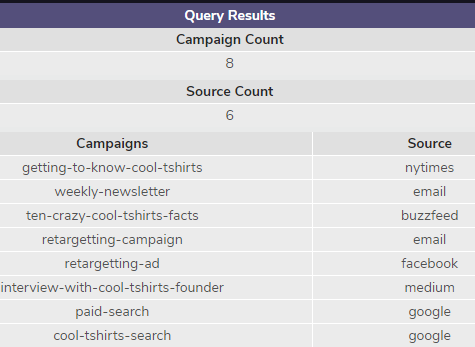 Query Results
Campaign Count
8
Source Count
6
Campaigns Source
getting-to-know-cool-tshirts nytimes
weekly-newsletter email
ten-crazy-cool-tshirts-facts buzzfeed
retargetting-campaign email
retargetting-ad facebook
interview-with-cool-tshirts-founder medium
paid-search google
cool-tshirts-search google